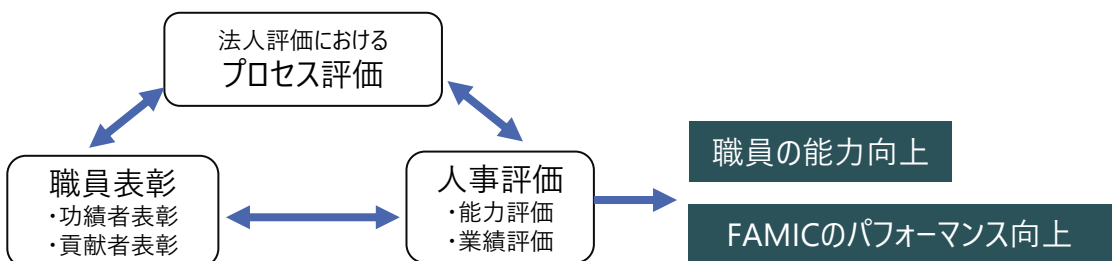 法人評価における
プロセス評価
職員表彰
・功績者表彰
・貢献者表彰
人事評価
・能力評価
・業績評価
職員の能力向上
FAMICのパフォーマンス向上